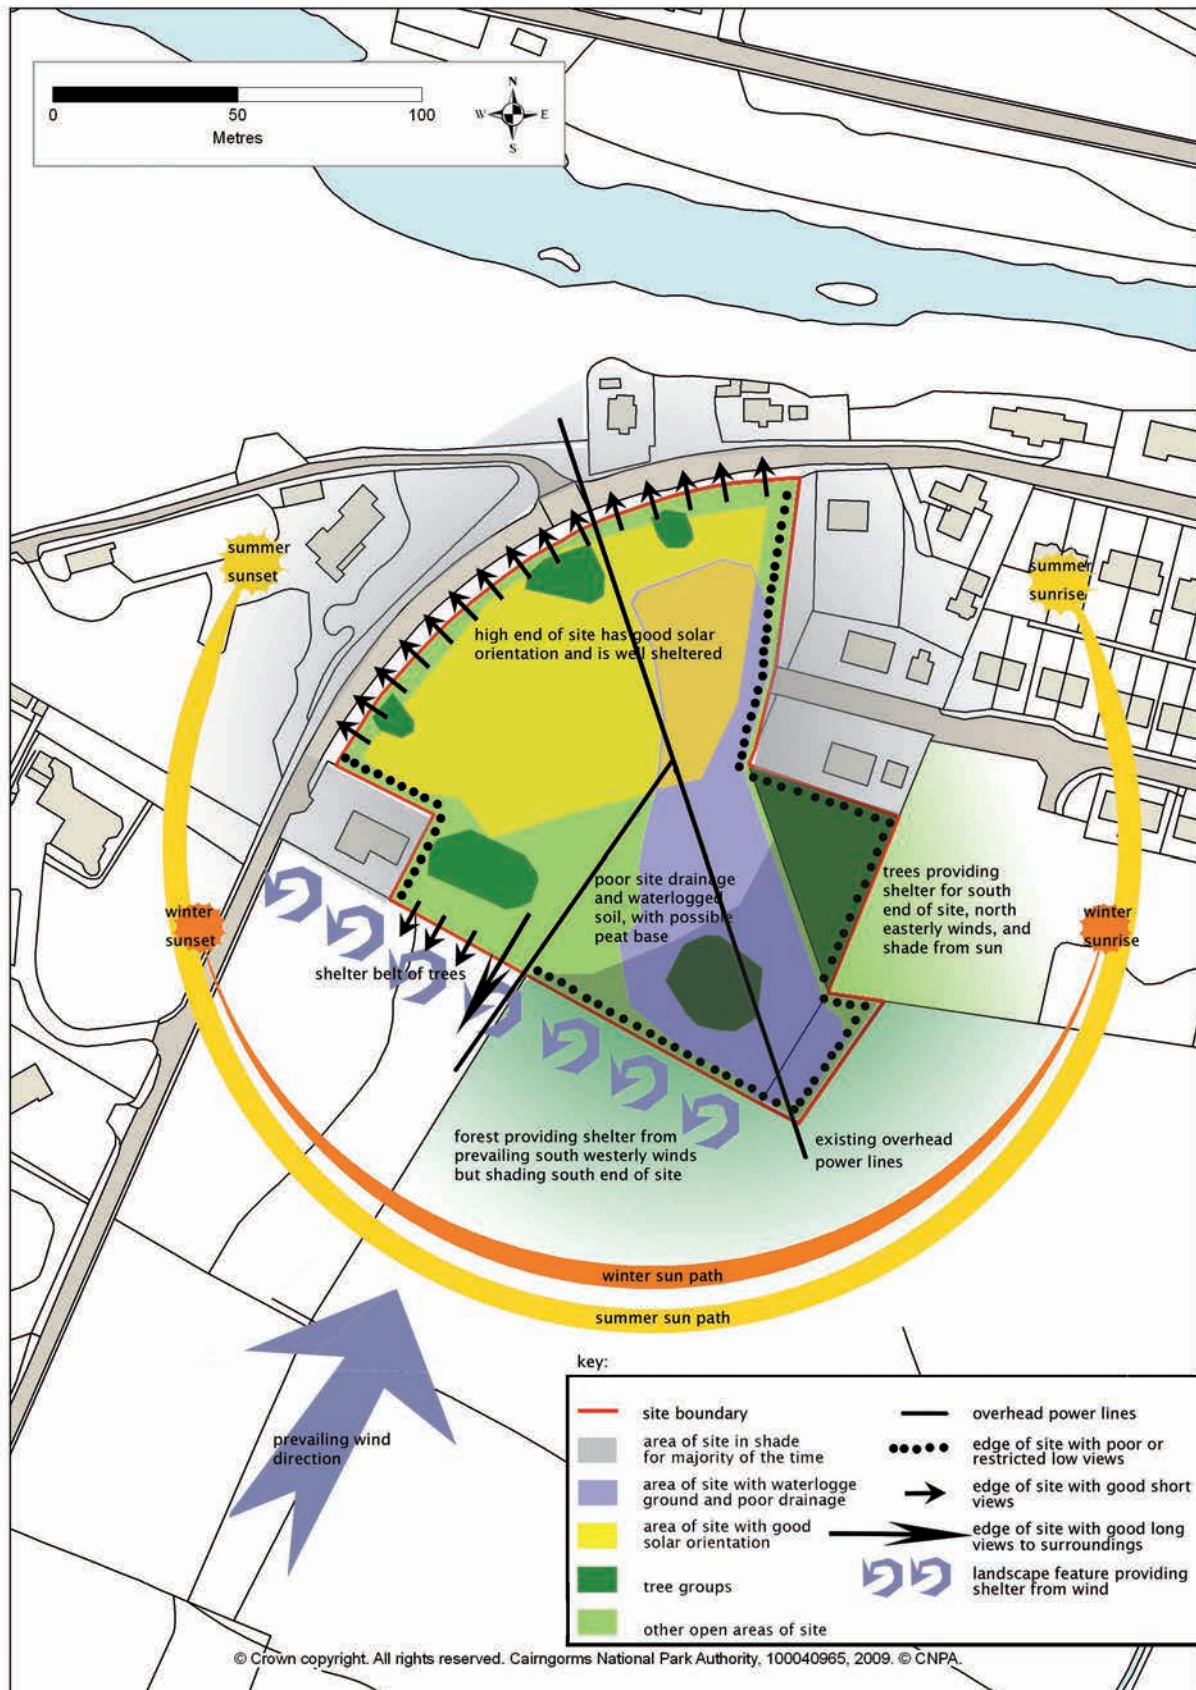 N
W E
S
0 50 100
Metres
summer
sunset
summer
sunrise
high end of site has good solar
orientation and is well sheltered
poor site drainage
and waterlogged
soil, with possible
peat base
trees providing
shelter for south
end of site, north
easterly winds, and
shade from sun
winter
sunset
winter
sunrise
shelter belt of trees
forest providing shelter from
prevailing south westerly winds
but shading south end of site
existing overhead
power lines
winter sun path
summer sun path
prevailing wind
direction
key:
site boundary
area of site in shade
for majority of the time
area of site with waterlogge
ground and poor drainage
area of site with good
solar orientation
tree groups
other open areas of site
overhead power lines
edge of site with poor or
restricted low views
edge of site with good short
views
edge of site with good long
views to surroundings
landscape feature providing
shelter from wind
© Crown copyright. All rights reserved. Cairngorms National Park Authority, 100040965, 2009. © CNPA.